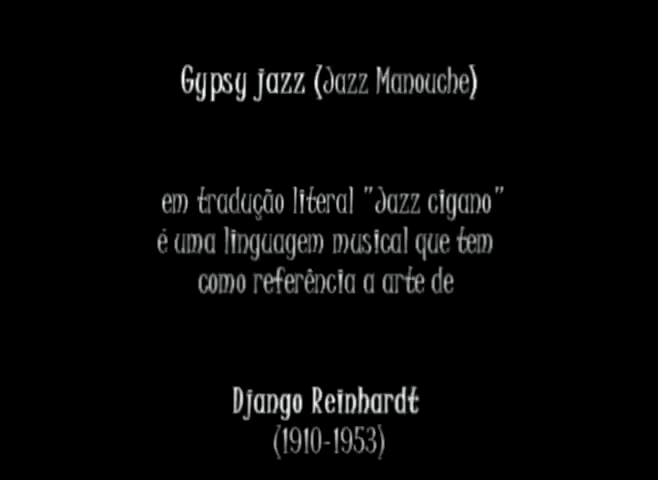 Gypsy jazz (Jazz Manouche)
em tradução literal "Jazz cigano"
é uma linguagem musical que tem
como referência a arte de
Django Reinhardt
(1910-1953)